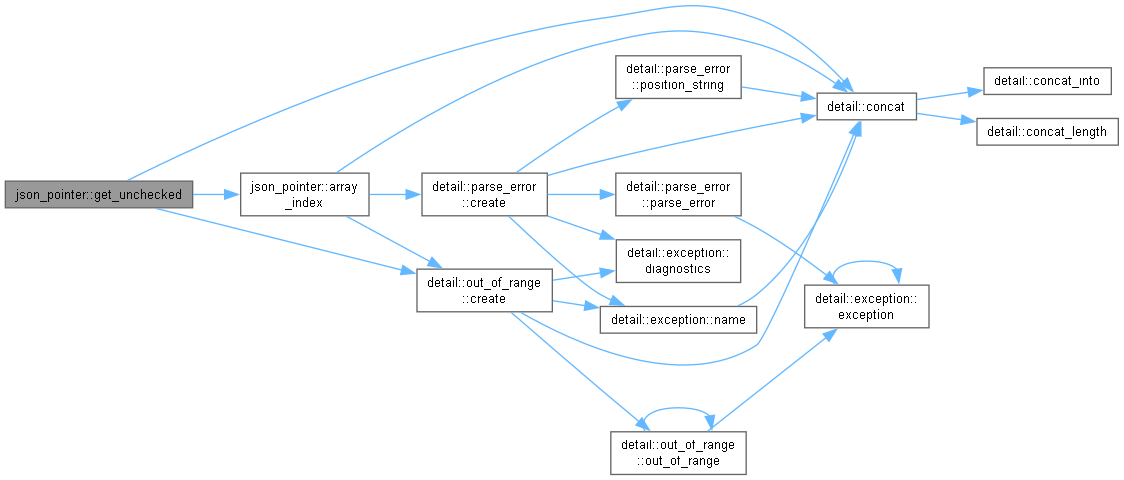 json_pointer::get_unchecked
json_pointer::array
_index
detail::parse_error
::create
detail::out_of_range
::create
detail::parse_error
::position_string
detail::parse_error
::parse_error
detail::exception::
diagnostics
detail::exception::name
detail::out_of_range
::out_of_range
detail::concat
detail::exception::
exception
detail::concat_into
detail::concat_length